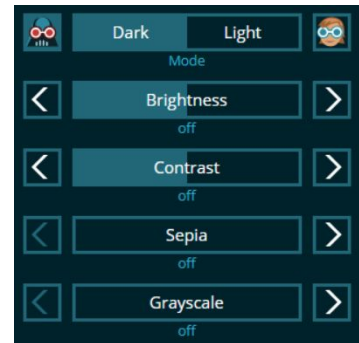 Dark Light
Mode
Brightness
off
Contrast
off
Sepia
off
Grayscale
off